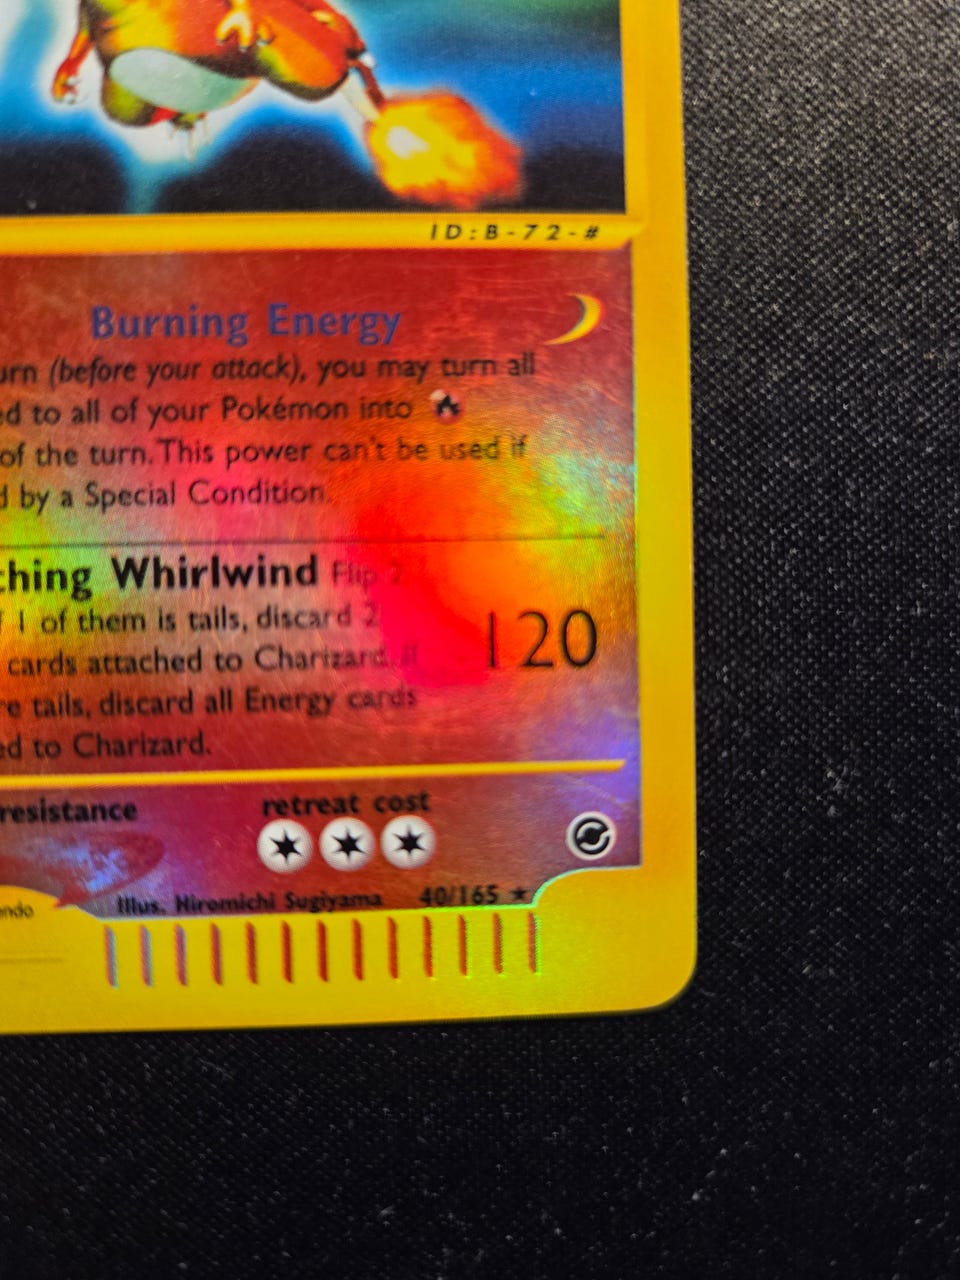 ID:B-72-#
Burning Energy
urn (before your attack), you may turn all
ed to all of your Pokémon into
of the turn. This power can't be used if
d by a Special Condition.
ching Whirlwind Flip 2
f 1 of them is tails, discard 2
120
cards attached to Charizard. If
re tails, discard all Energy cards
ed to Charizard.
resistance retreat cost
Illus. Hiromichi Sugiyama 40/165 ★
endo